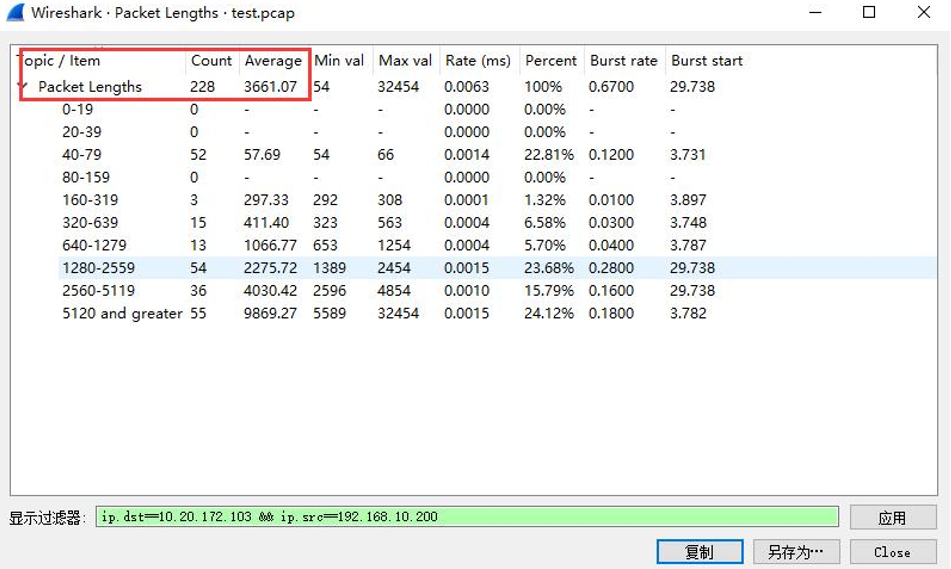 Wireshark · Packet Lengths · test.pcap
Topic / Item Count Average Min val Max val Rate (ms) Percent Burst rate Burst start
Packet Lengths 228 3661.07 54 32454 0.0063 100% 0.6700 29.738
0-19 0 - - - 0.0000 0.00% - -
20-39 0 - - - 0.0000 0.00% - -
40-79 52 57.69 54 66 0.0014 22.81% 0.1200 3.731
80-159 0 - - - 0.0000 0.00% - -
160-319 3 297.33 292 308 0.0001 1.32% 0.0100 3.897
320-639 15 411.40 323 563 0.0004 6.58% 0.0300 3.748
640-1279 13 1066.77 653 1254 0.0004 5.70% 0.0400 3.787
1280-2559 54 2275.72 1389 2454 0.0015 23.68% 0.2800 29.738
2560-5119 36 4030.42 2596 4854 0.0010 15.79% 0.1600 29.738
5120 and greater 55 9869.27 5589 32454 0.0015 24.12% 0.1800 3.782
显示过滤器: ip.dst==10.20.172.103 && ip.src==192.168.10.200 应用
复制 另存为… Close